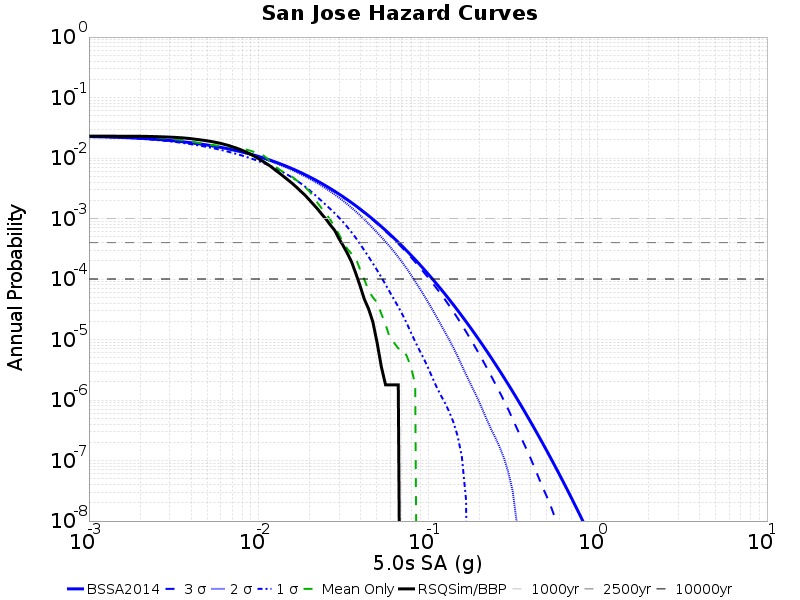 San Jose Hazard Curves
Annual Probability
10^0
10^-1
10^-2
10^-3
10^-4
10^-5
10^-6
10^-7
10^-8
10^-3 10^-2 10^-1 10^0 10^1
5.0s SA (g)
BSSA2014 3 σ 2 σ 1 σ Mean Only RSQSim/BBP 1000yr 2500yr 10000yr